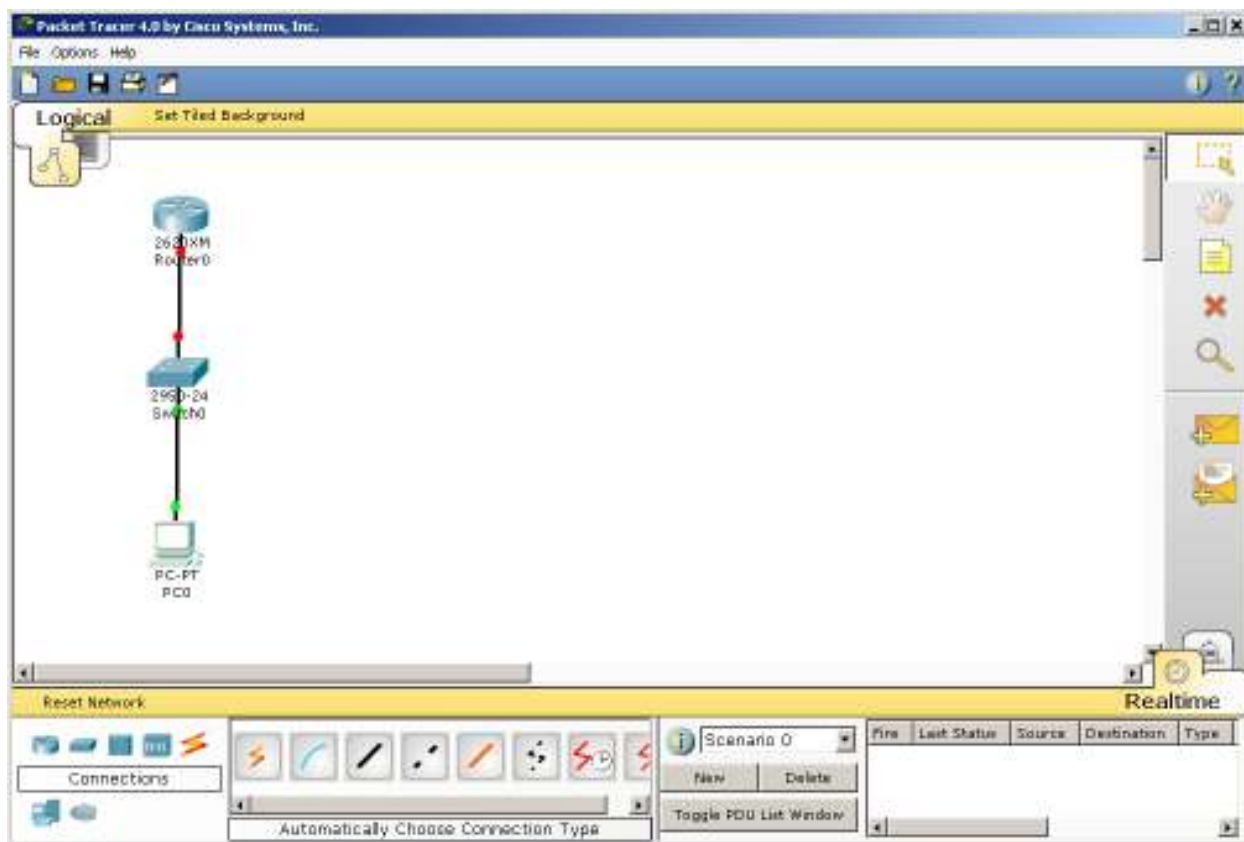 Packet Tracer 4.0 by Cisco Systems, Inc.
File Options Help
Logical
Set Tiled Background
2620XM
Router0
2950-24
Switch0
PC-PT
PC0
Reset Network
Realtime
Connections
Automatically Choose Connection Type
Scenario 0
New
Delete
Toggle PDU List Window
Fire
Last Status
Source
Destination
Type